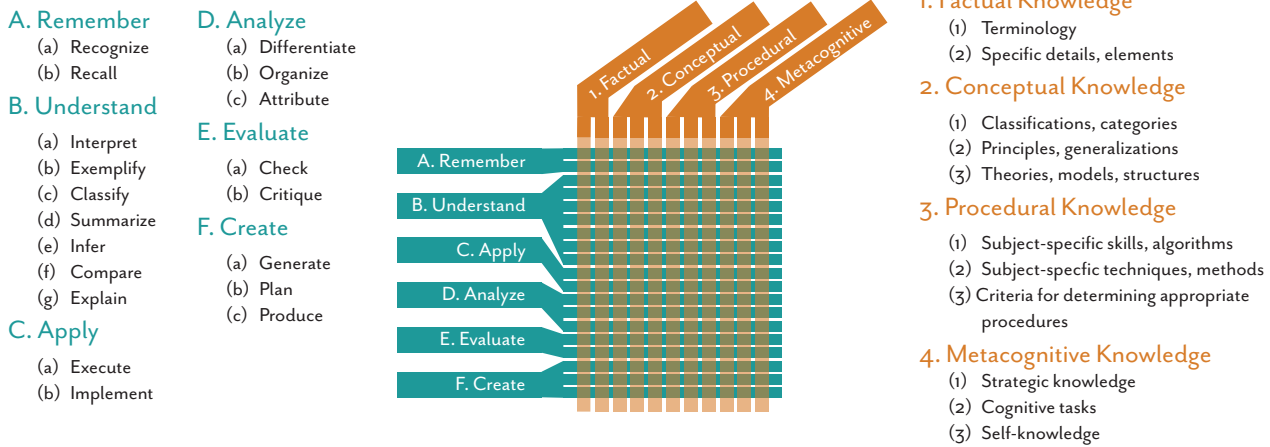 A. Remember
(a) Recognize
(b) Recall
B. Understand
(a) Interpret
(b) Exemplify
(c) Classify
(d) Summarize
(e) Infer
(f) Compare
(g) Explain
C. Apply
(a) Execute
(b) Implement
D. Analyze
(a) Differentiate
(b) Organize
(c) Attribute
E. Evaluate
(a) Check
(b) Critique
F. Create
(a) Generate
(b) Plan
(c) Produce
1. Factual
2. Conceptual
3. Procedural
4. Metacognitive
A. Remember
B. Understand
C. Apply
D. Analyze
E. Evaluate
F. Create
1. Factual Knowledge
(1) Terminology
(2) Specific details, elements
2. Conceptual Knowledge
(1) Classifications, categories
(2) Principles, generalizations
(3) Theories, models, structures
3. Procedural Knowledge
(1) Subject-specific skills, algorithms
(2) Subject-specfic techniques, methods
(3) Criteria for determining appropriate
procedures
4. Metacognitive Knowledge
(1) Strategic knowledge
(2) Cognitive tasks
(3) Self-knowledge